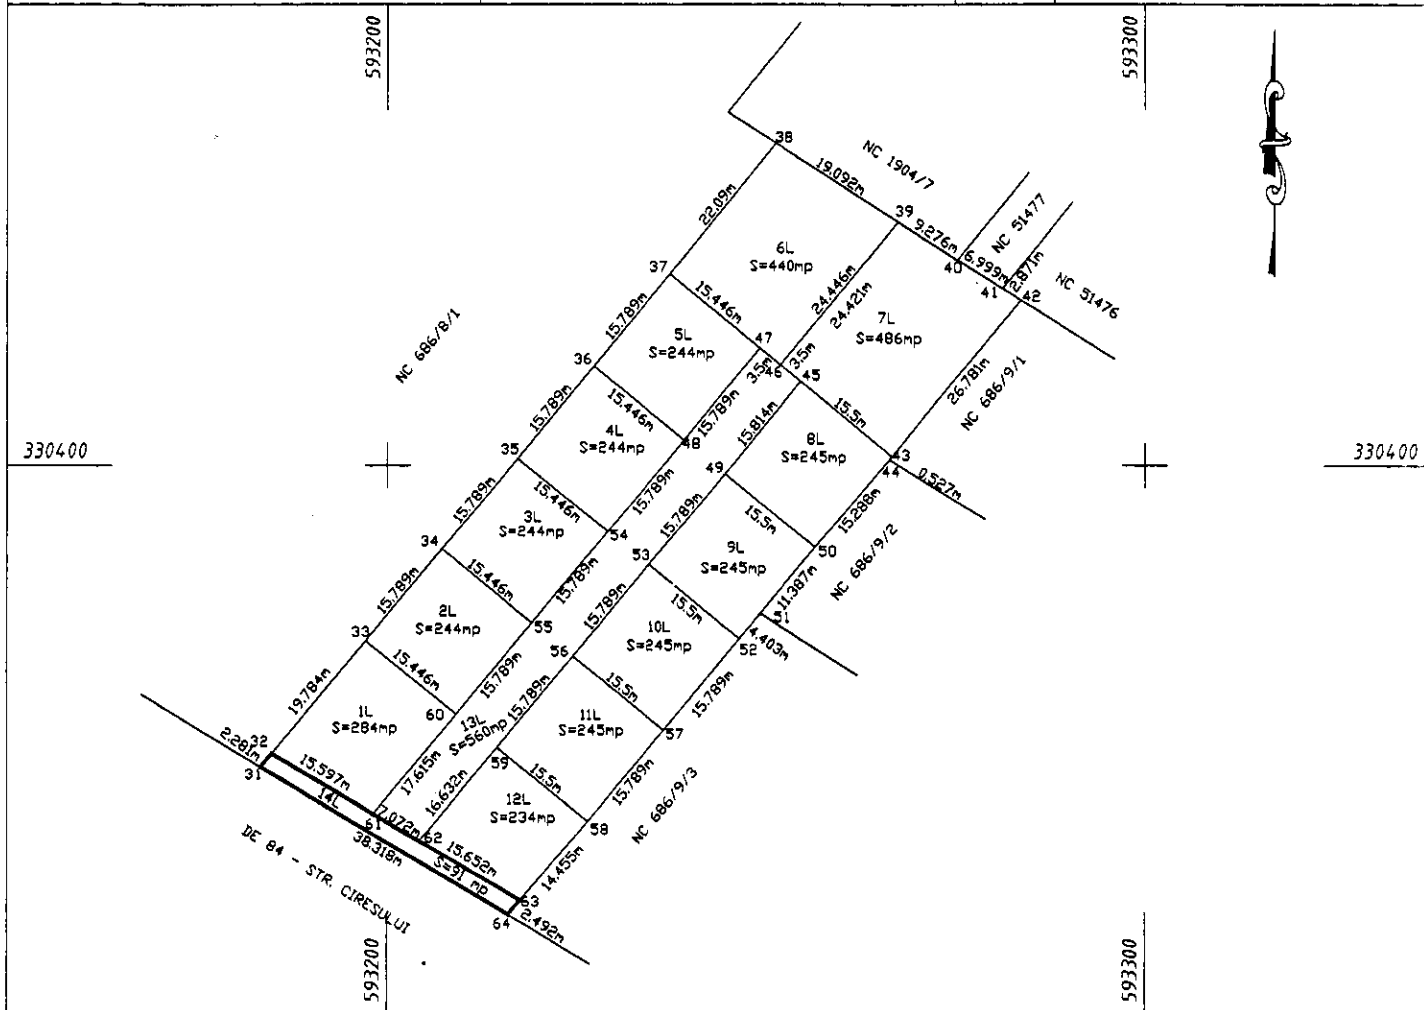 593200
593300
38
NC 1904/7
19.092m
39
9.276m
NC 51477
22.09m
6L
S=440mp
40
6.999m
41
2.871m
42
NC 51476
37
15.446m
24.446m
24.421m
7L
S=486mp
NC 686/8/1
15.789m
5L
S=244mp
47
3.5m
46
3.5m
45
26.781m
NC 686/9/1
36
15.446m
15.789m
15.814m
15.5m
15.789m
4L
S=244mp
48
8L
S=245mp
330400
35
49
43
44
0.527m
330400
15.446m
15.789m
15.789m
15.5m
15.288m
15.789m
3L
S=244mp
54
9L
S=245mp
50
NC 686/9/2
34
53
15.446m
15.789m
15.789m
15.5m
11.387m
51
15.789m
2L
S=244mp
55
10L
S=245mp
52
4.403m
33
56
15.446m
15.789m
15.789m
15.5m
15.789m
19.784m
1L
S=284mp
60
13L
S=560mp
11L
S=245mp
57
32
2.281m
31
15.597m
17.615m
59
15.5m
15.789m
NC 686/9/3
14L
61
7.072m
16.632m
62
12L
S=234mp
58
38.318m
15.652m
S=91 mp
14.455m
DE 84 - STR. CIRESULUI
63
64
2.492m
593200
593300